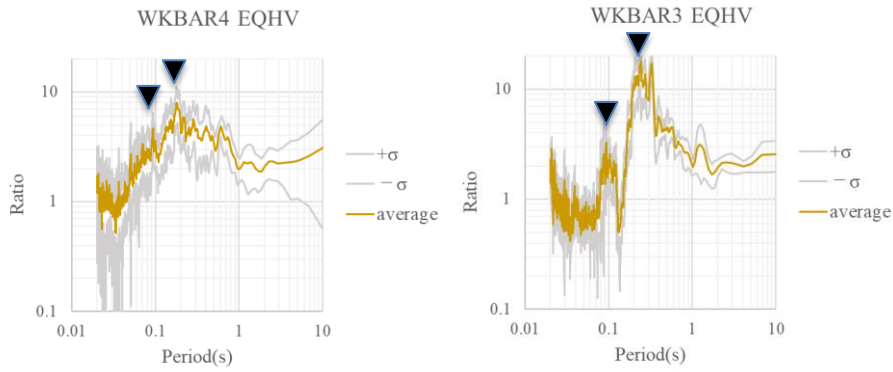 WKBAR4 EQHV
10
1
0.1
0.01
0.1
1
10
Ratio
Period(s)
+σ
－σ
average
WKBAR3 EQHV
10
1
0.1
0.01
0.1
1
10
Ratio
Period(s)
+σ
－σ
average